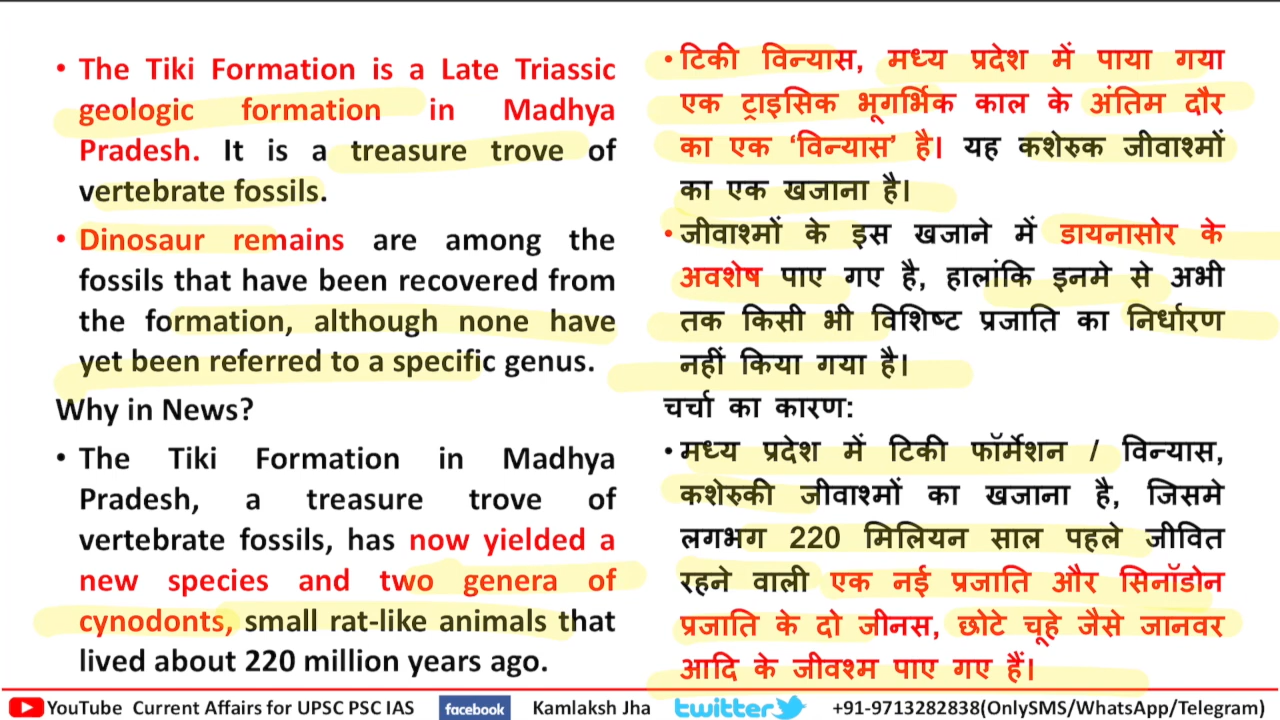 • The Tiki Formation is a Late Triassic
geologic formation in Madhya
Pradesh. It is a treasure trove of
vertebrate fossils.
• Dinosaur remains are among the
fossils that have been recovered from
the formation, although none have
yet been referred to a specific genus.
Why in News?
• The Tiki Formation in Madhya
Pradesh, a treasure trove of
vertebrate fossils, has now yielded a
new species and two genera of
cynodonts, small rat-like animals that
lived about 220 million years ago.
• टिकी विन्यास, मध्य प्रदेश में पाया गया
एक ट्राइसिक भूगर्भिक काल के अंतिम दौर
का एक ‘विन्यास’ है। यह कशेरुक जीवाश्मों
का एक खजाना है।
• जीवाश्मों के इस खजाने में डायनासोर के
अवशेष पाए गए है, हालांकि इनमे से अभी
तक किसी भी विशिष्ट प्रजाति का निर्धारण
नहीं किया गया है।
चर्चा का कारण:
• मध्य प्रदेश में टिकी फॉर्मेशन / विन्यास,
कशेरुकी जीवाश्मों का खजाना है, जिसमे
लगभग 220 मिलियन साल पहले जीवित
रहने वाली एक नई प्रजाति और सिनॉडोन
प्रजाति के दो जीनस, छोटे चूहे जैसे जानवर
आदि के जीवश्म पाए गए हैं।
YouTube Current Affairs for UPSC PSC IAS facebook Kamlaksh Jha twitter +91-9713282838(OnlySMS/WhatsApp/Telegram)